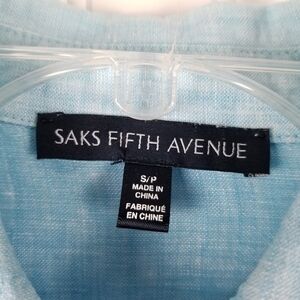 SAKS FIFTH AVENUE
S/P
MADE IN
CHINA
FABRIQUÉ
EN CHINE